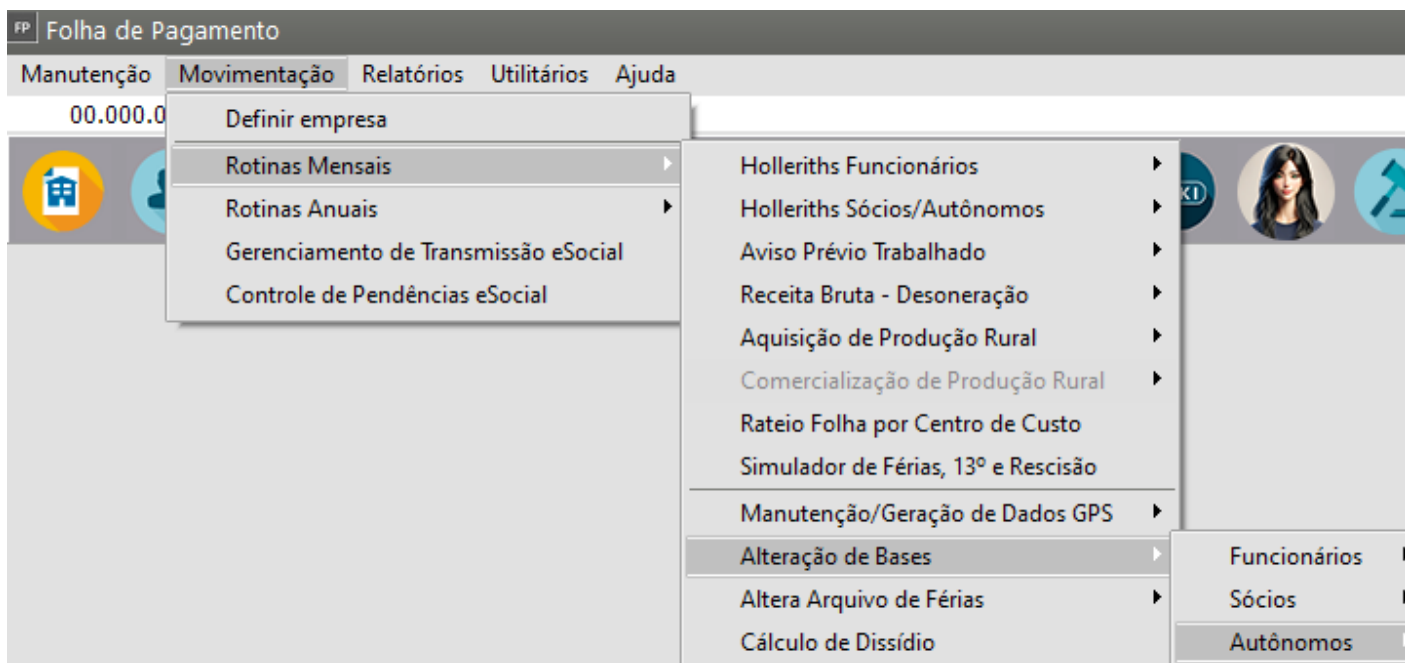 FP Folha de Pagamento
Manutenção Movimentação Relatórios Utilitários Ajuda
00.000.0
Definir empresa
Rotinas Mensais
Rotinas Anuais
Gerenciamento de Transmissão eSocial
Controle de Pendências eSocial
Holleriths Funcionários
Holleriths Sócios/Autônomos
Aviso Prévio Trabalhado
Receita Bruta - Desoneração
Aquisição de Produção Rural
Comercialização de Produção Rural
Rateio Folha por Centro de Custo
Simulador de Férias, 13º e Rescisão
Manutenção/Geração de Dados GPS
Alteração de Bases
Altera Arquivo de Férias
Cálculo de Dissídio
Funcionários
Sócios
Autônomos